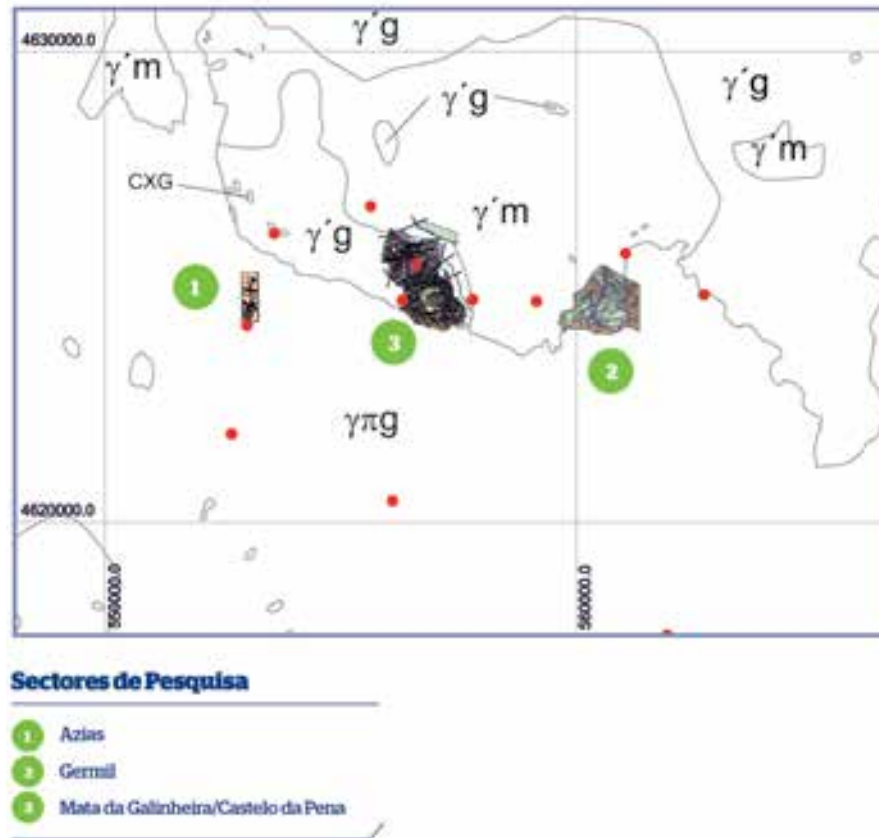 γ´g
4630000.0
γ´m
γ´g
γ´g
γ´m
CXG
γ´g
γ´m
1
3
2
γπg
4620000.0
550000.0
560000.0
Sectores de Pesquisa
1 Azias
2 Germil
3 Mata da Galinheira/Castelo da Pena